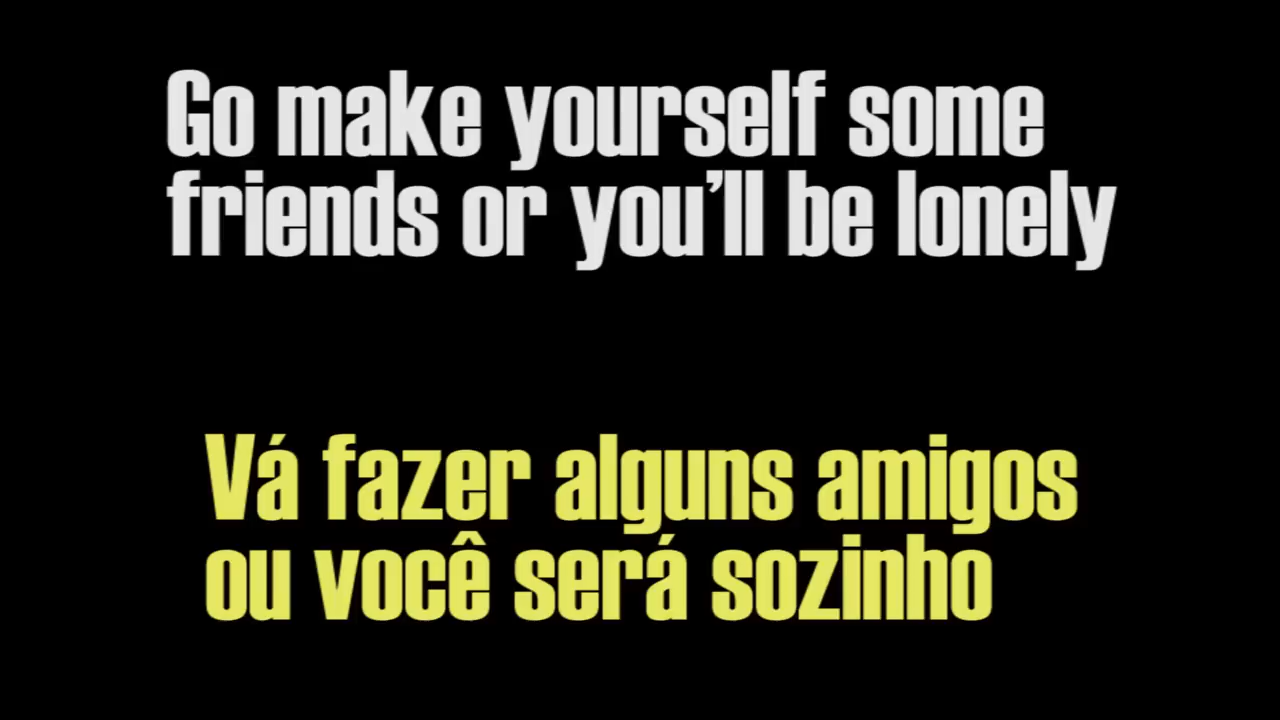 Go make yourself some
friends or you’ll be lonely
Vá fazer alguns amigos
ou você será sozinho